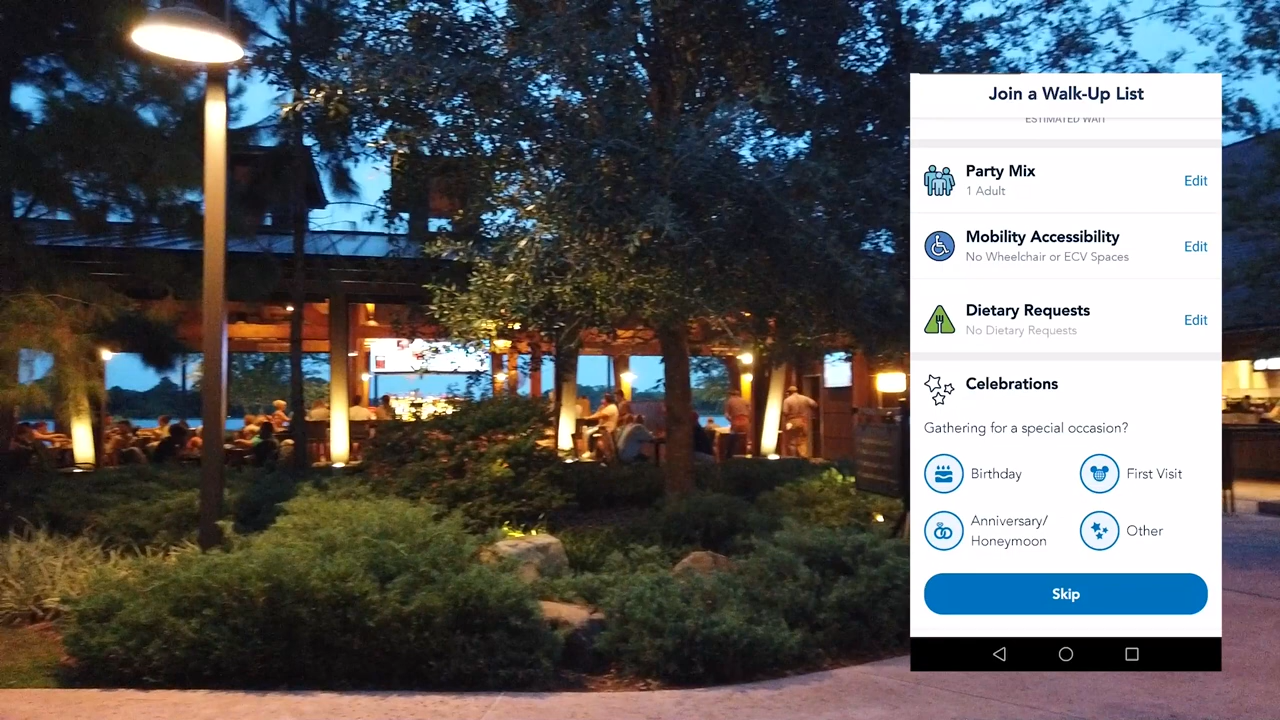 Join a Walk-Up List
ESTIMATED WAIT
Party Mix
1 Adult
Edit
Mobility Accessibility
No Wheelchair or ECV Spaces
Edit
Dietary Requests
No Dietary Requests
Edit
Celebrations
Gathering for a special occasion?
Birthday
First Visit
Anniversary/
Honeymoon
Other
Skip